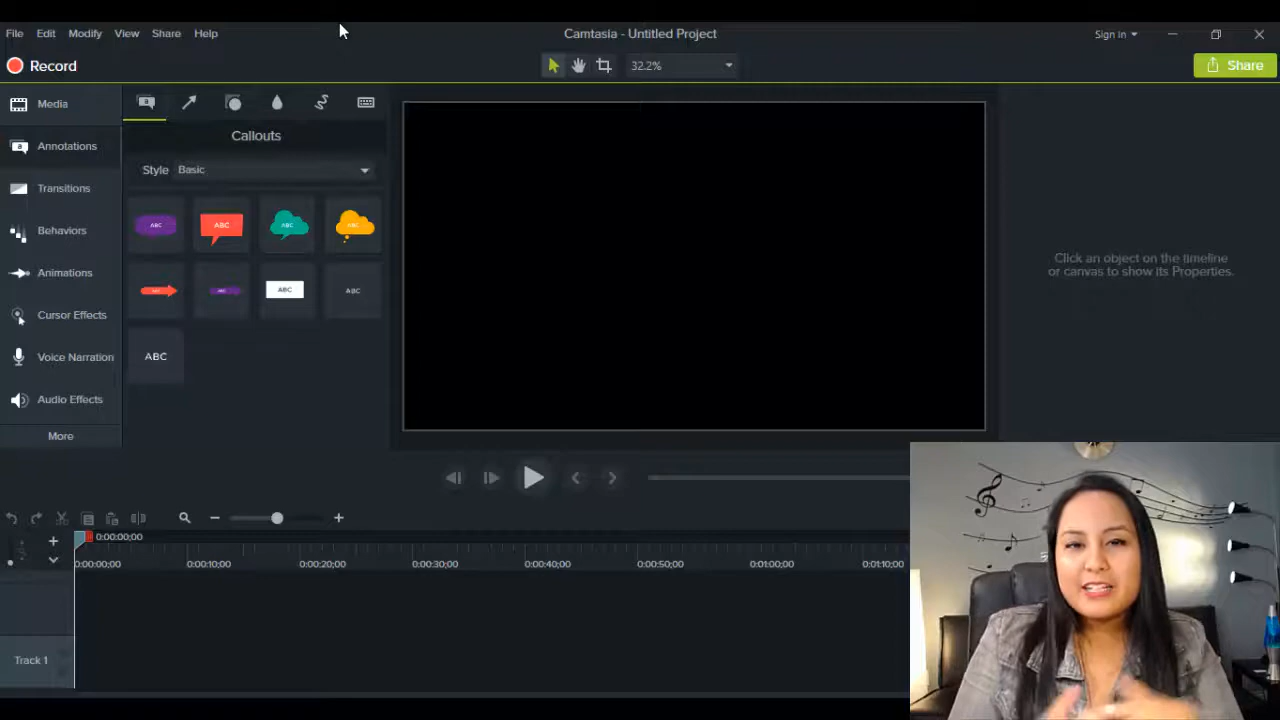 File Edit Modify View Share Help
Camtasia - Untitled Project
Sign in
Record
32.2%
Share
Media
Annotations
Transitions
Behaviors
Animations
Cursor Effects
Voice Narration
Audio Effects
More
Callouts
Style Basic
ABC ABC ABC ABC
ABC ABC ABC
ABC
Click an object on the timeline
or canvas to show its Properties.
0:00:00;00
0:00:00;00 0:00:10;00 0:00:20;00 0:00:30;00 0:00:40;00 0:00:50;00 0:01:00;00 0:01:10;00
Track 1